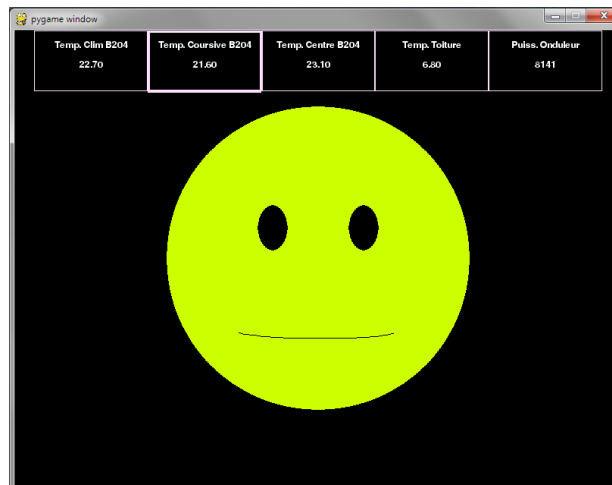 pygame window
Temp. Clim B204 Temp. Coursive B204 Temp. Centre B204 Temp. Toiture Puiss. Onduleur
22.70 21.60 23.10 6.80 8141